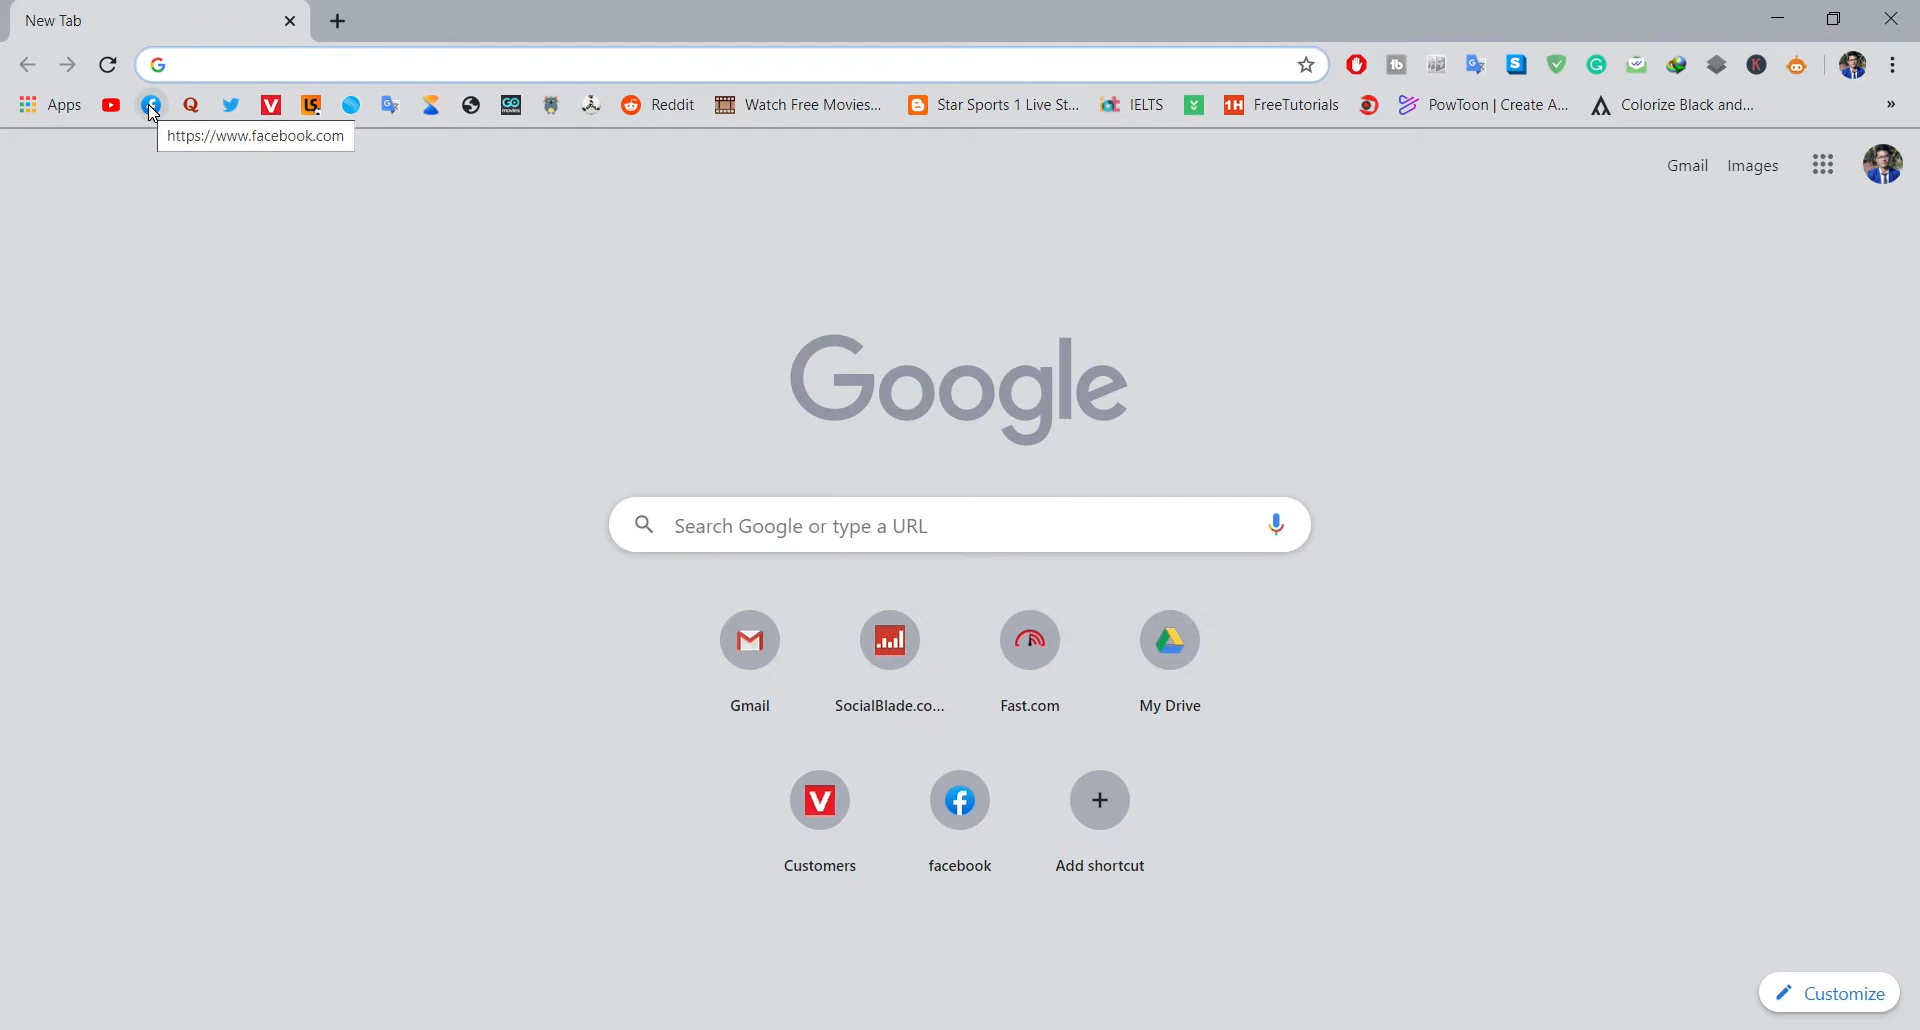 New Tab
Apps
Reddit
Watch Free Movies...
Star Sports 1 Live St...
IELTS
1H FreeTutorials
PowToon | Create A...
Colorize Black and...
»
https://www.facebook.com
Gmail Images
Google
Search Google or type a URL
Gmail
SocialBlade.co...
Fast.com
My Drive
Customers
facebook
Add shortcut
Customize